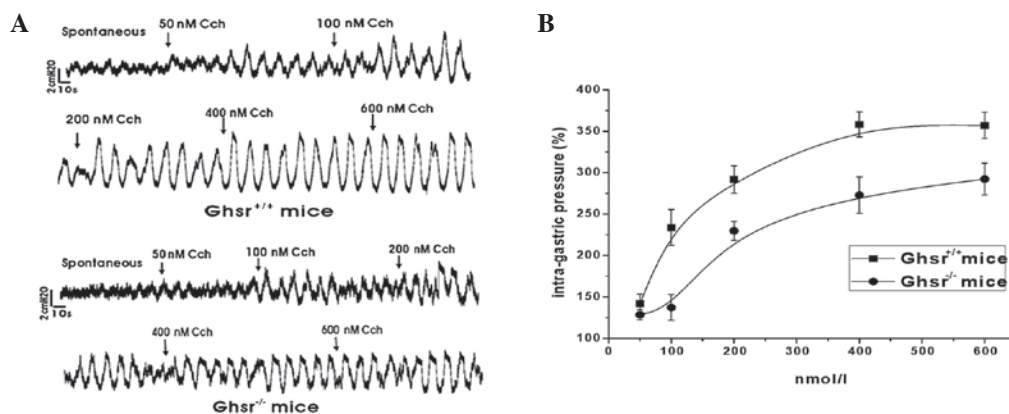 A
50 nM Cch
100 nM Cch
Spontaneous
2 cmH2O
10s
200 nM Cch
400 nM Cch
600 nM Cch
Ghsr+/+ mice
50 nM Cch
100 nM Cch
200 nM Cch
Spontaneous
2 cmH2O
10s
400 nM Cch
600 nM Cch
Ghsr-/- mice
B
intra-gastric pressure (%)
400
350
300
250
200
150
100
0
100
200
300
400
500
600
nmol/l
Ghsr+/+mice
Ghsr-/- mice